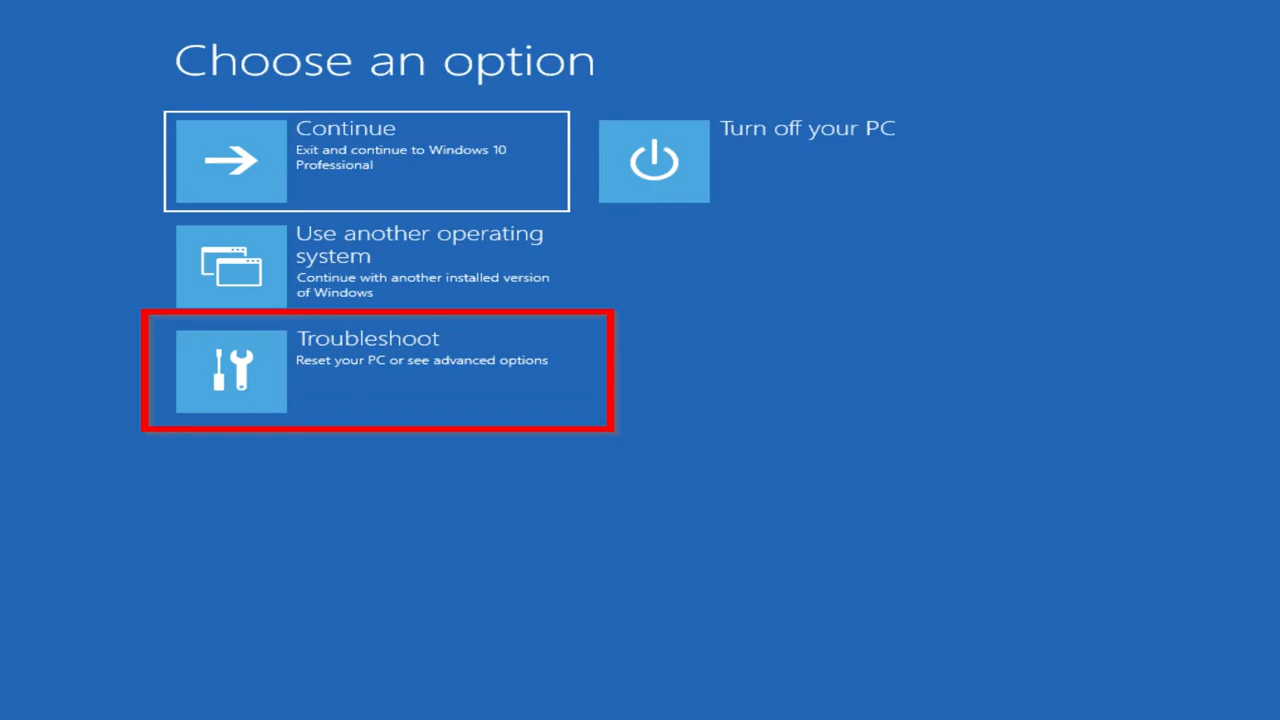 Choose an option
Continue
Exit and continue to Windows 10
Professional
Turn off your PC
Use another operating
system
Continue with another installed version
of Windows
Troubleshoot
Reset your PC or see advanced options